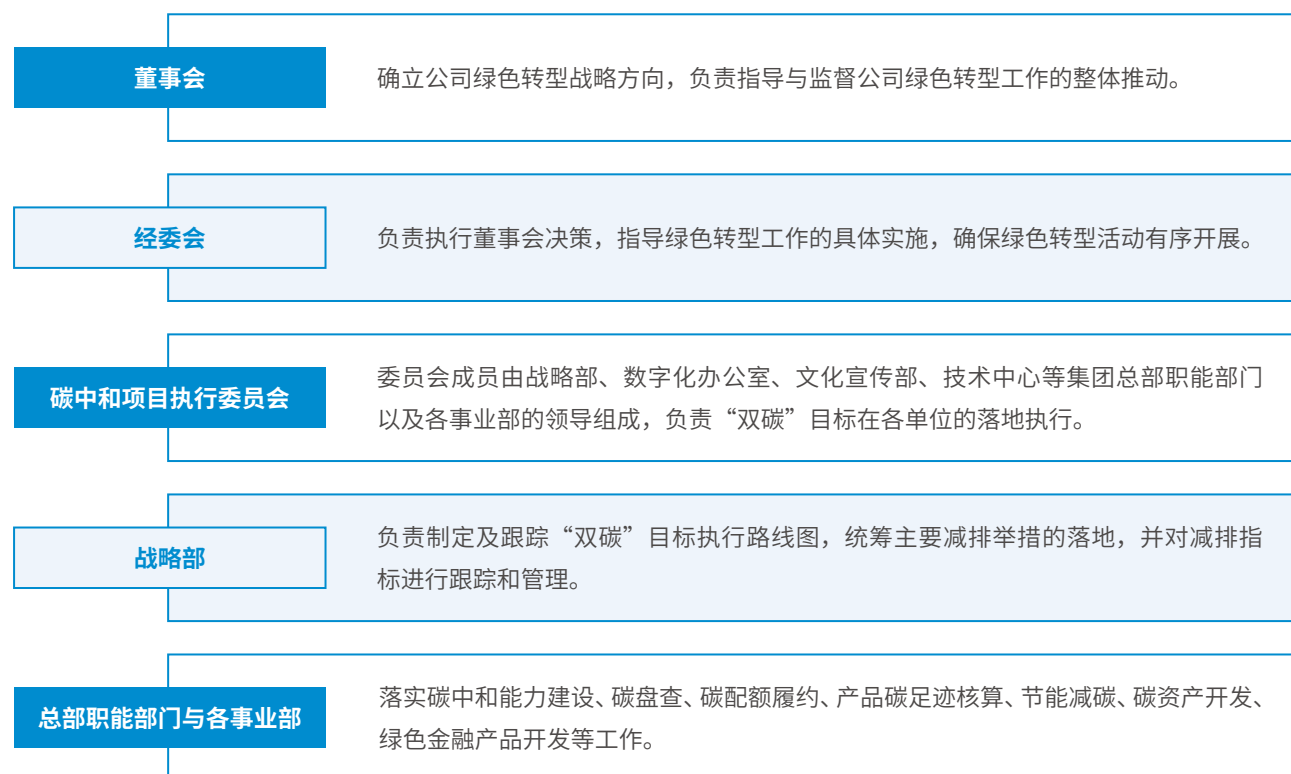 董事会
确立公司绿色转型战略方向，负责指导与监督公司绿色转型工作的整体推动。
经委会
负责执行董事会决策，指导绿色转型工作的具体实施，确保绿色转型活动有序开展。
碳中和项目执行委员会
委员会成员由战略部、数字化办公室、文化宣传部、技术中心等集团总部职能部门
以及各事业部的领导组成，负责“双碳”目标在各单位的落地执行。
战略部
负责制定及跟踪“双碳”目标执行路线图，统筹主要减排举措的落地，并对减排指
标进行跟踪和管理。
总部职能部门与各事业部
落实碳中和能力建设、碳盘查、碳配额履约、产品碳足迹核算、节能减碳、碳资产开发、
绿色金融产品开发等工作。